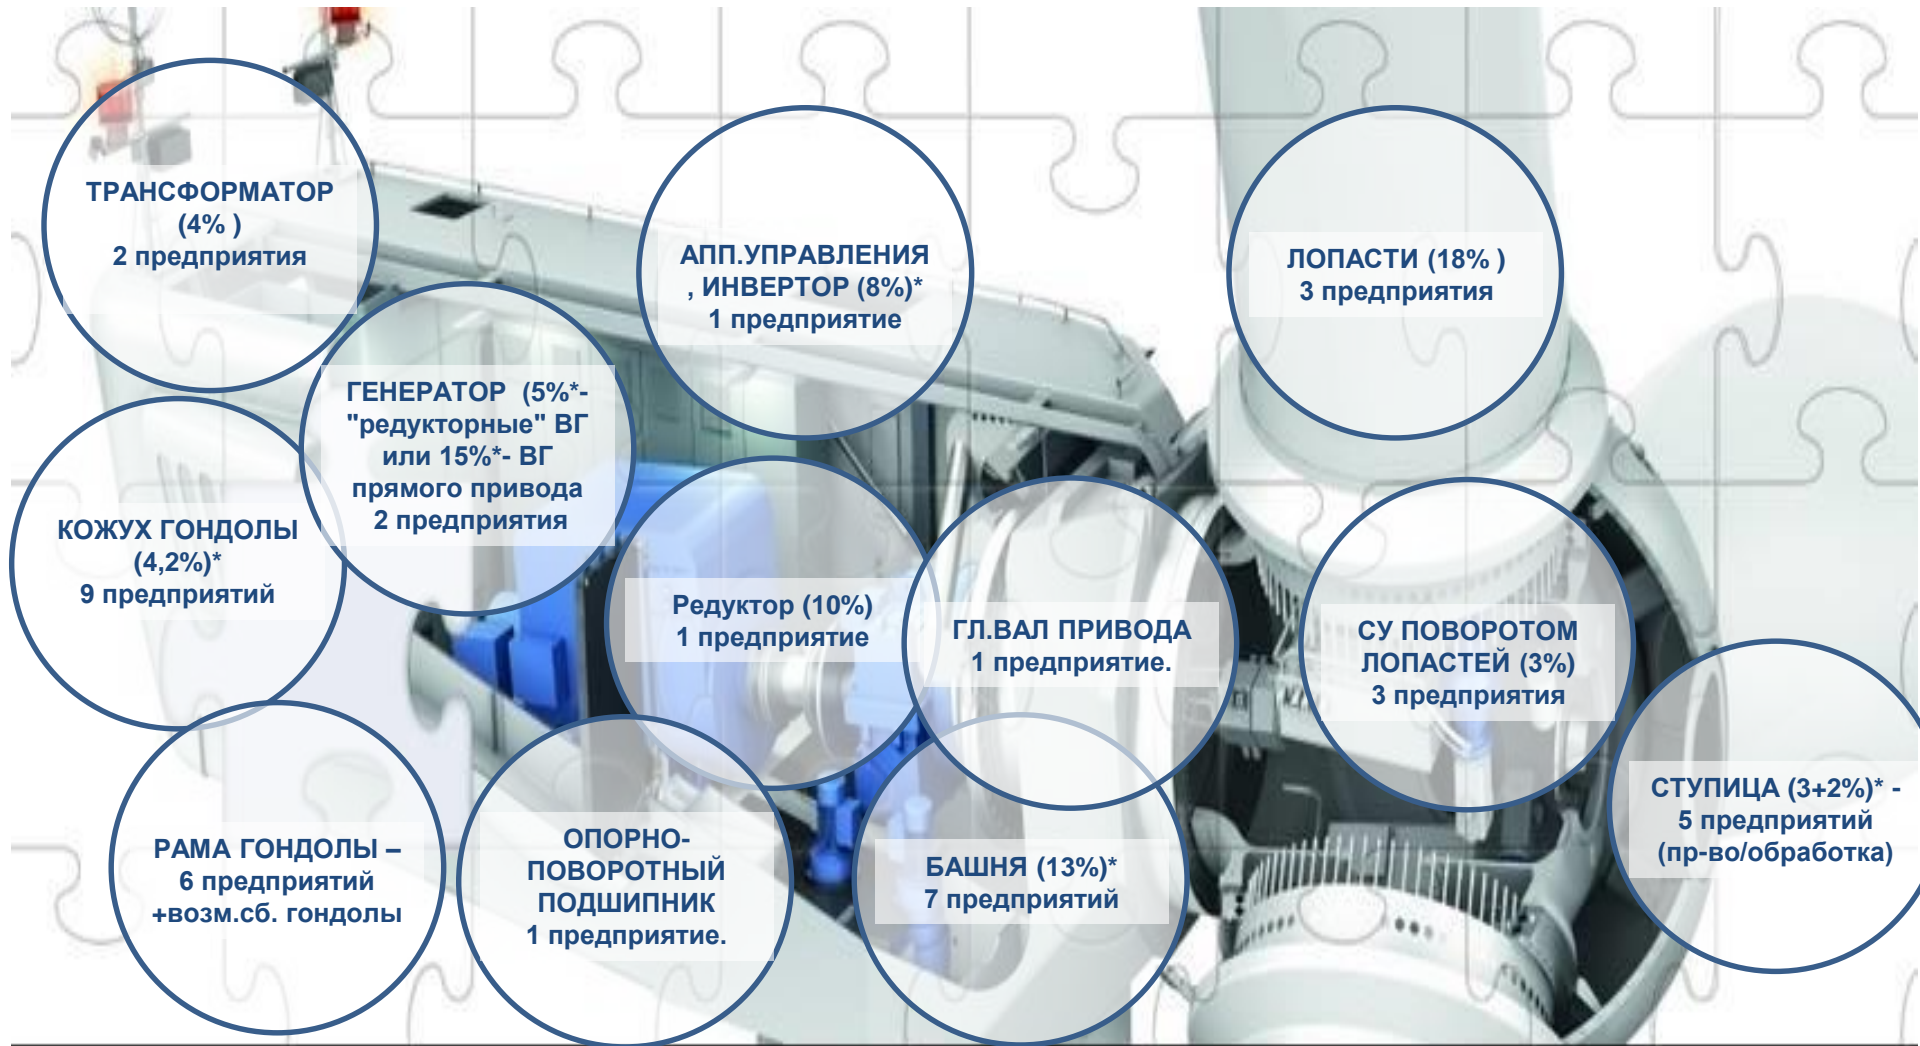 ТРАНСФОРМАТОР
(4% )
2 предприятия
АПП.УПРАВЛЕНИЯ
, ИНВЕРТОР (8%)*
1 предприятие
ЛОПАСТИ (18% )
3 предприятия
ГЕНЕРАТОР (5%*-
"редукторные" ВГ
или 15%*- ВГ
прямого привода
2 предприятия
КОЖУХ ГОНДОЛЫ
(4,2%)*
9 предприятий
Редуктор (10%)
1 предприятие
ГЛ.ВАЛ ПРИВОДА
1 предприятие.
СУ ПОВОРОТОМ
ЛОПАСТЕЙ (3%)
3 предприятия
СТУПИЦА (3+2%)* -
5 предприятий
(пр-во/обработка)
РАМА ГОНДОЛЫ –
6 предприятий
+возм.сб. гондолы
ОПОРНО-
ПОВОРОТНЫЙ
ПОДШИПНИК
1 предприятие.
БАШНЯ (13%)*
7 предприятий